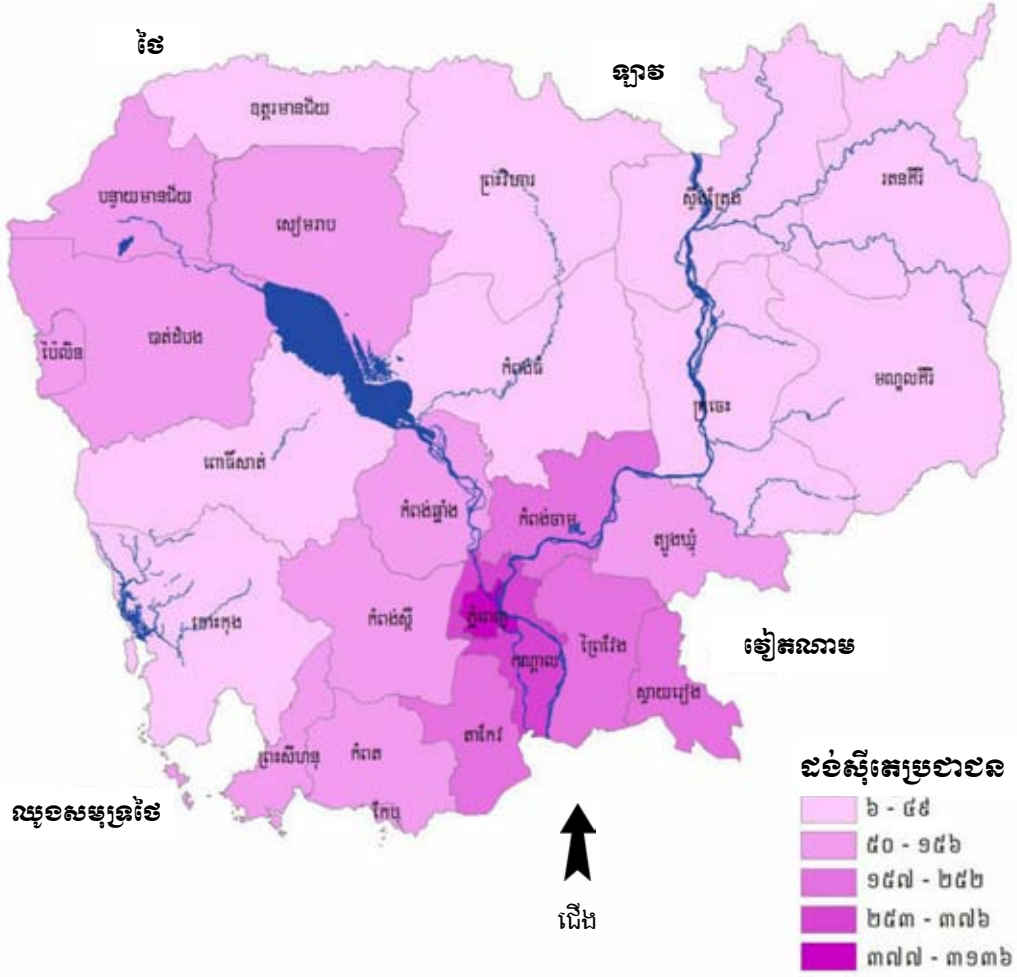 ថៃ
ឡាវ
ឧត្តរមានជ័យ
ព្រះវិហារ
រតនគីរី
បន្ទាយមានជ័យ
ស្ទឹងត្រែង
សៀមរាប
បាត់ដំបង
ប៉ៃលិន
កំពង់ធំ
មណ្ឌលគីរី
ក្រចេះ
ពោធិ៍សាត់
កំពង់ឆ្នាំង
កំពង់ចាម
ត្បូងឃ្មុំ
កោះកុង
កំពង់ស្ពឺ
ភ្នំពេញ
ព្រៃវែង
វៀតណាម
កណ្តាល
ស្វាយរៀង
តាកែវ
ព្រះសីហនុ
កំពត
កែប
ឈូងសមុទ្រថៃ
ជើង
ដង់ស៊ីតេប្រជាជន
៦ - ៤៩
៥០ - ១៥៦
១៥៧ - ២៥២
២៥៣ - ៣៧៦
៣៧៧ - ៣១៣៦